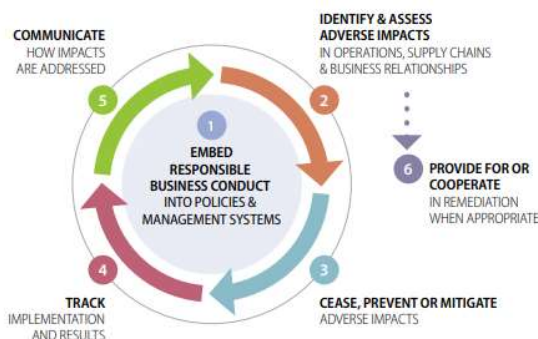 COMMUNICATE
HOW IMPACTS
ARE ADDRESSED
5
IDENTIFY & ASSESS
ADVERSE IMPACTS
IN OPERATIONS, SUPPLY CHAINS
& BUSINESS RELATIONSHIPS
2
1
EMBED
RESPONSIBLE
BUSINESS CONDUCT
INTO POLICIES &
MANAGEMENT SYSTEMS
6
PROVIDE FOR OR
COOPERATE
IN REMEDIATION
WHEN APPROPRIATE
4
TRACK
IMPLEMENTATION
AND RESULTS
3
CEASE, PREVENT OR MITIGATE
ADVERSE IMPACTS